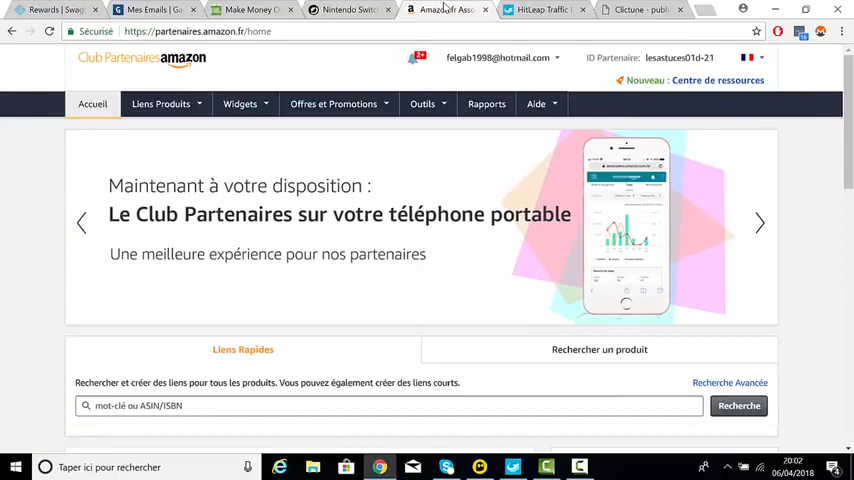 Rewards | Swag
Mes Emails | Ga
Make Money O
Nintendo Switc
Amazon.fr Asso
HitLeap Traffic E
Clictune - publi
Sécurisé https://partenaires.amazon.fr/home
Club Partenaires amazon
2+ felgab1998@hotmail.com ID Partenaire: lesastuces01d-21
Nouveau : Centre de ressources
Accueil Liens Produits Widgets Offres et Promotions Outils Rapports Aide
Maintenant à votre disposition :
Le Club Partenaires sur votre téléphone portable
Une meilleure expérience pour nos partenaires
Liens Rapides Rechercher un produit
Rechercher et créer des liens pour tous les produits. Vous pouvez également créer des liens courts. Recherche Avancée
mot-clé ou ASIN/ISBN Recherche
Taper ici pour rechercher
20:02
06/04/2018